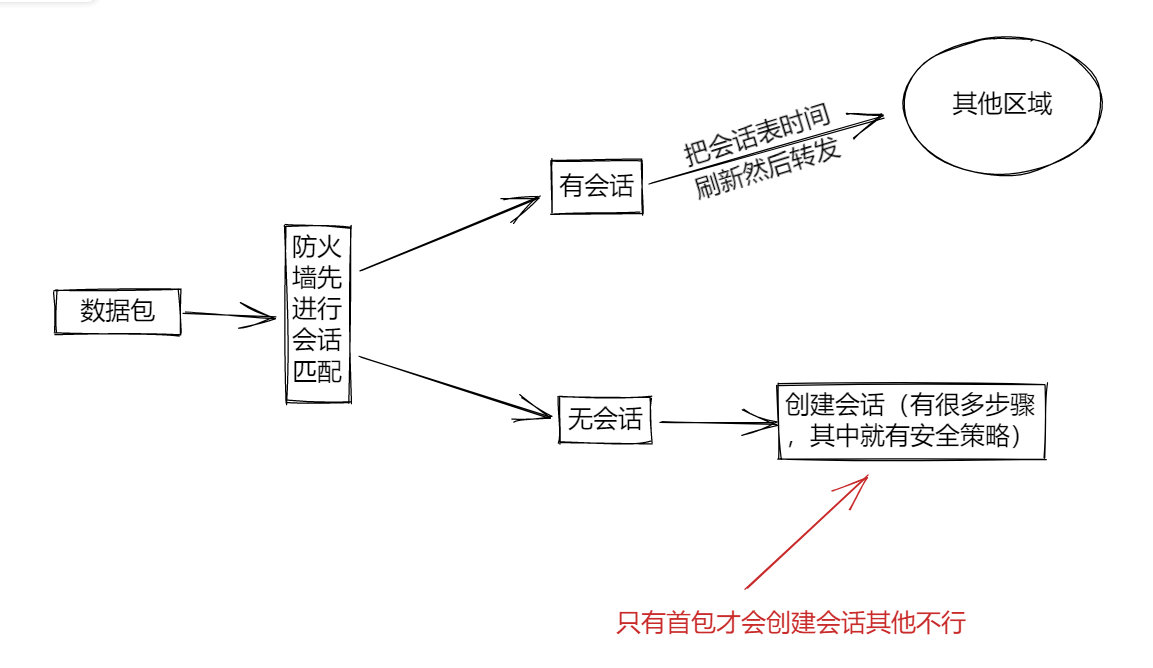 其他区域
把会话表时间
刷新然后转发
有会话
防火
墙先
进行
会话
匹配
数据包
无会话
创建会话（有很多步骤
，其中就有安全策略）
只有首包才会创建会话其他不行